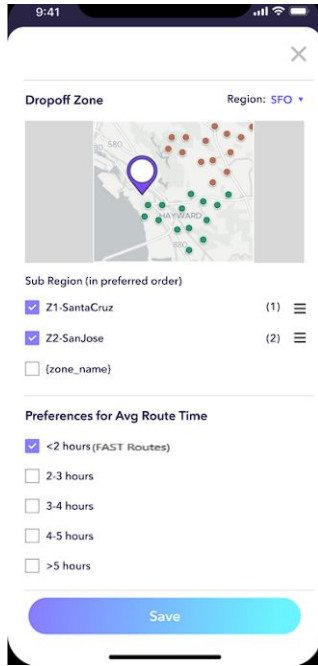 9:41
Dropoff Zone
Region: SFO
580
HAYWARD
880
Sub Region (in preferred order)
Z1-SantaCruz (1)
Z2-SanJose (2)
{zone_name}
Preferences for Avg Route Time
<2 hours (FAST Routes)
2-3 hours
3-4 hours
4-5 hours
>5 hours
Save